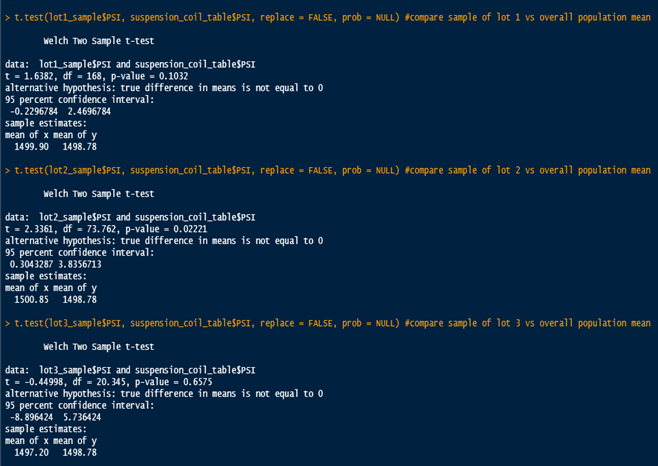 > t.test(lot1_sample$PSI, suspension_coil_table$PSI, replace = FALSE, prob = NULL) #compare sample of lot 1 vs overall population mean
Welch Two Sample t-test
data:  lot1_sample$PSI and suspension_coil_table$PSI
t = 1.6382, df = 168, p-value = 0.1032
alternative hypothesis: true difference in means is not equal to 0
95 percent confidence interval:
-0.2296784  2.4696784
sample estimates:
mean of x mean of y
1499.90   1498.78
> t.test(lot2_sample$PSI, suspension_coil_table$PSI, replace = FALSE, prob = NULL) #compare sample of lot 2 vs overall population mean
Welch Two Sample t-test
data:  lot2_sample$PSI and suspension_coil_table$PSI
t = 2.3361, df = 73.762, p-value = 0.02221
alternative hypothesis: true difference in means is not equal to 0
95 percent confidence interval:
0.3043287 3.8356713
sample estimates:
mean of x mean of y
1500.85   1498.78
> t.test(lot3_sample$PSI, suspension_coil_table$PSI, replace = FALSE, prob = NULL) #compare sample of lot 3 vs overall population mean
Welch Two Sample t-test
data:  lot3_sample$PSI and suspension_coil_table$PSI
t = -0.44998, df = 20.345, p-value = 0.6575
alternative hypothesis: true difference in means is not equal to 0
95 percent confidence interval:
-8.896424  5.736424
sample estimates:
mean of x mean of y
1497.20   1498.78